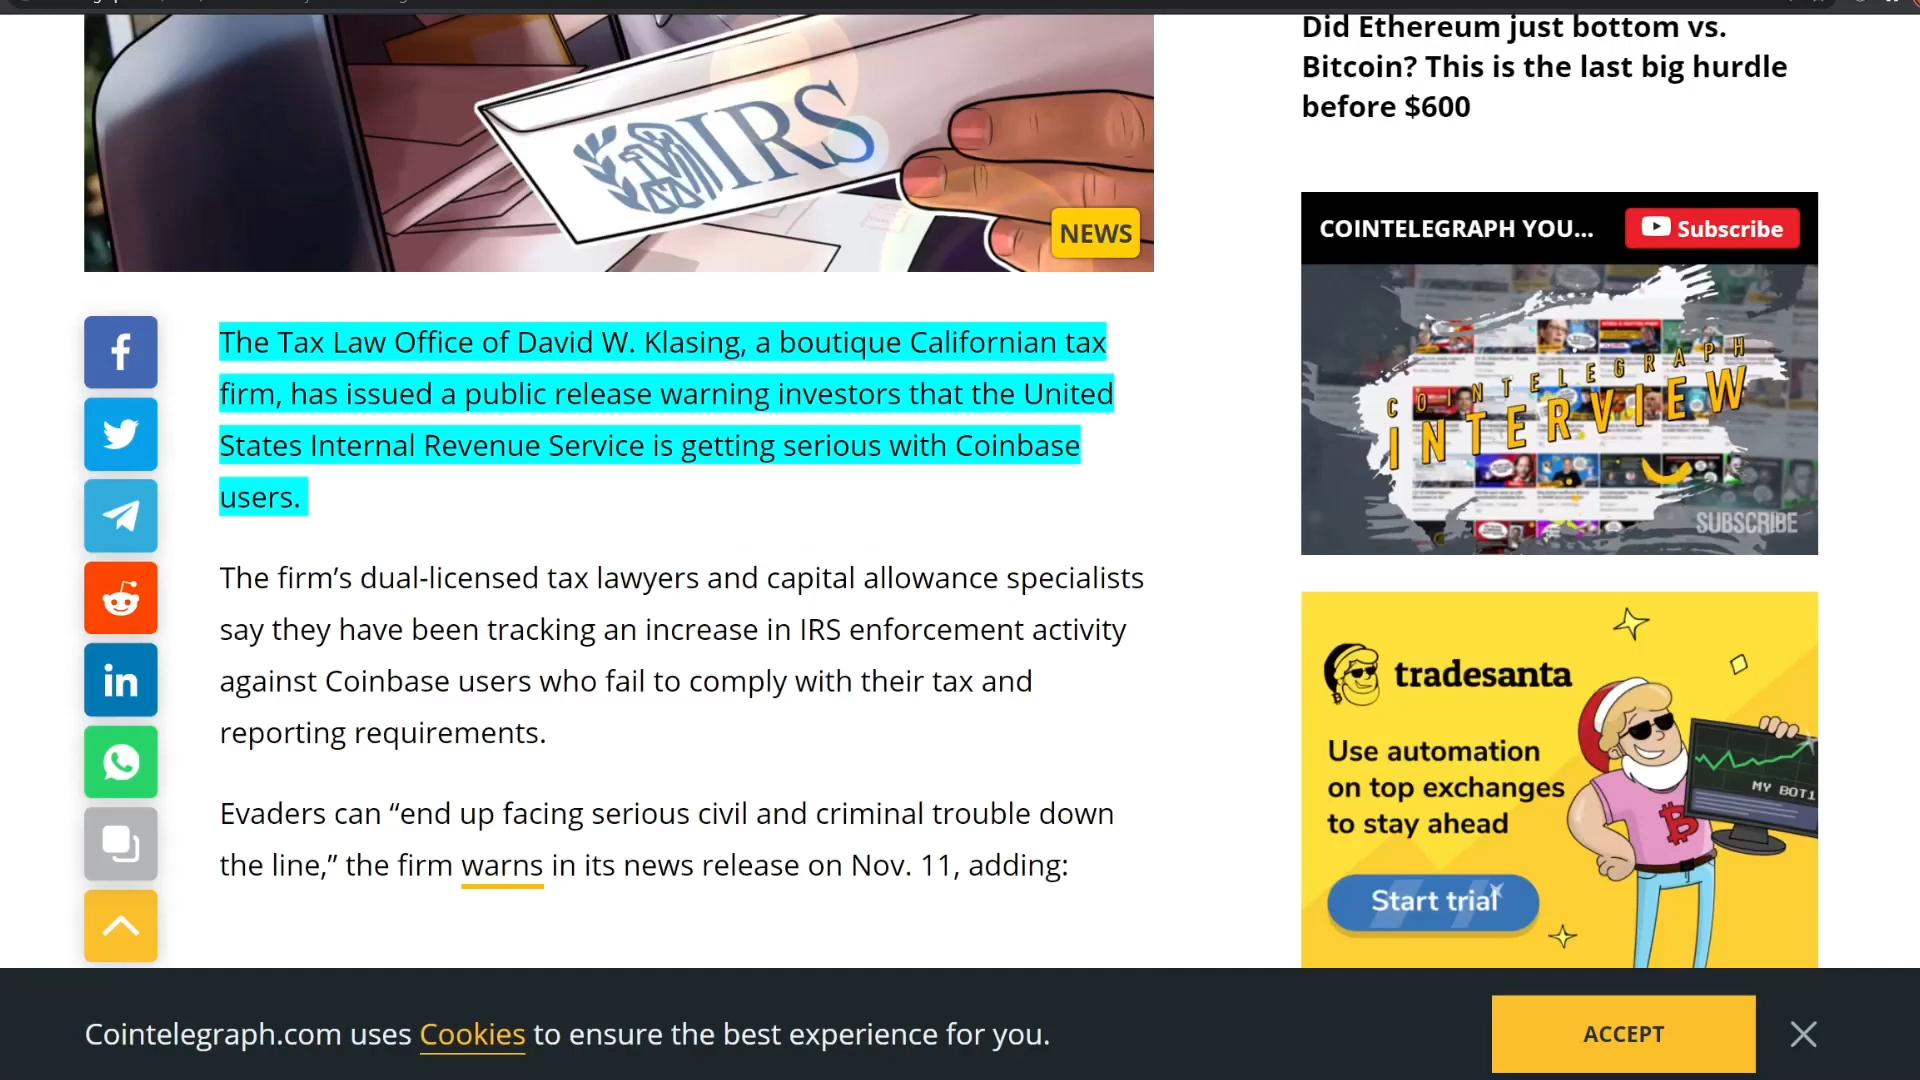 IRS
NEWS
The Tax Law Office of David W. Klasing, a boutique Californian tax
firm, has issued a public release warning investors that the United
States Internal Revenue Service is getting serious with Coinbase
users.
The firm’s dual-licensed tax lawyers and capital allowance specialists
say they have been tracking an increase in IRS enforcement activity
against Coinbase users who fail to comply with their tax and
reporting requirements.
Evaders can “end up facing serious civil and criminal trouble down
the line,” the firm warns in its news release on Nov. 11, adding:
Did Ethereum just bottom vs.
Bitcoin? This is the last big hurdle
before $600
COINTELEGRAPH YOU...
Subscribe
COINTELEGRAPH
INTERVIEW
SUBSCRIBE
tradesanta
Use automation
on top exchanges
to stay ahead
MY BOT1
Start trial
Cointelegraph.com uses Cookies to ensure the best experience for you.
ACCEPT